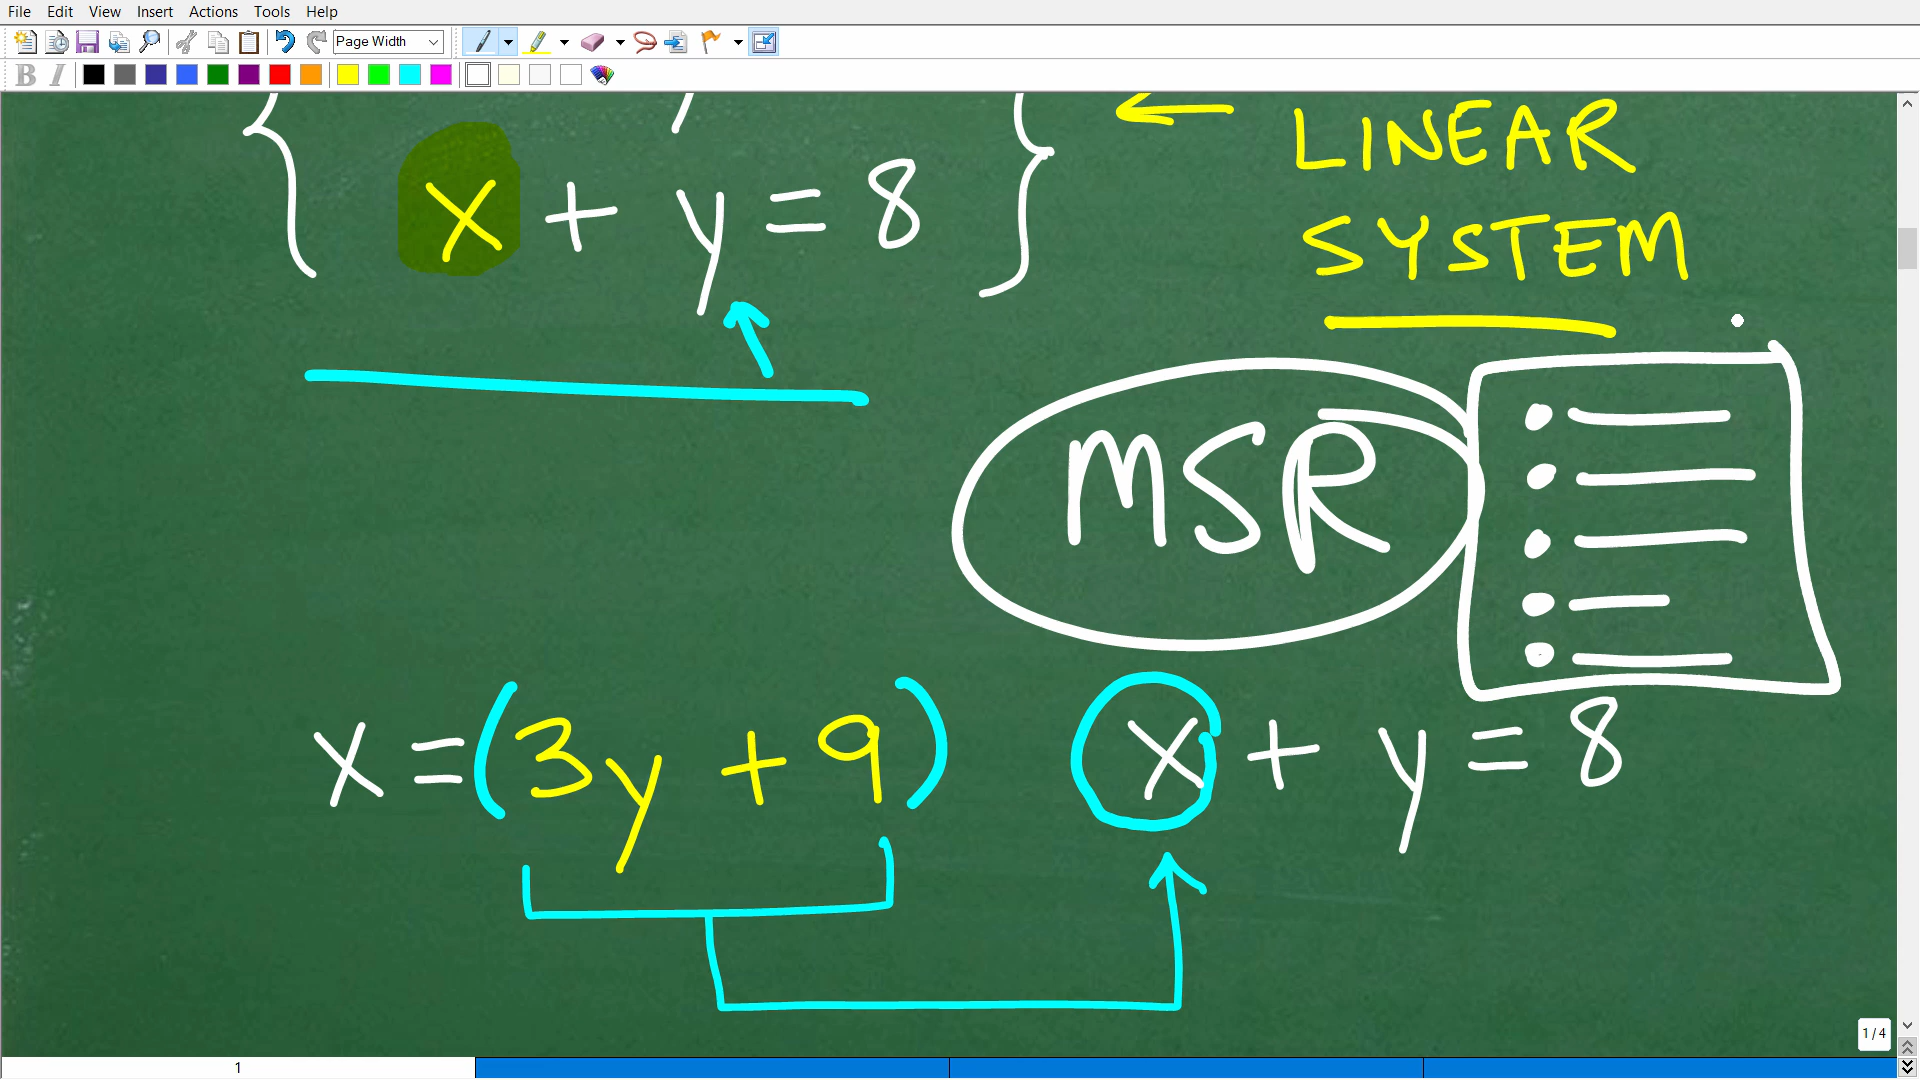 File Edit View Insert Actions Tools Help
Page Width
B I
LINEAR
x + y = 8
SYSTEM
MSR
x = (3y + 9) x + y = 8
1 / 4
1